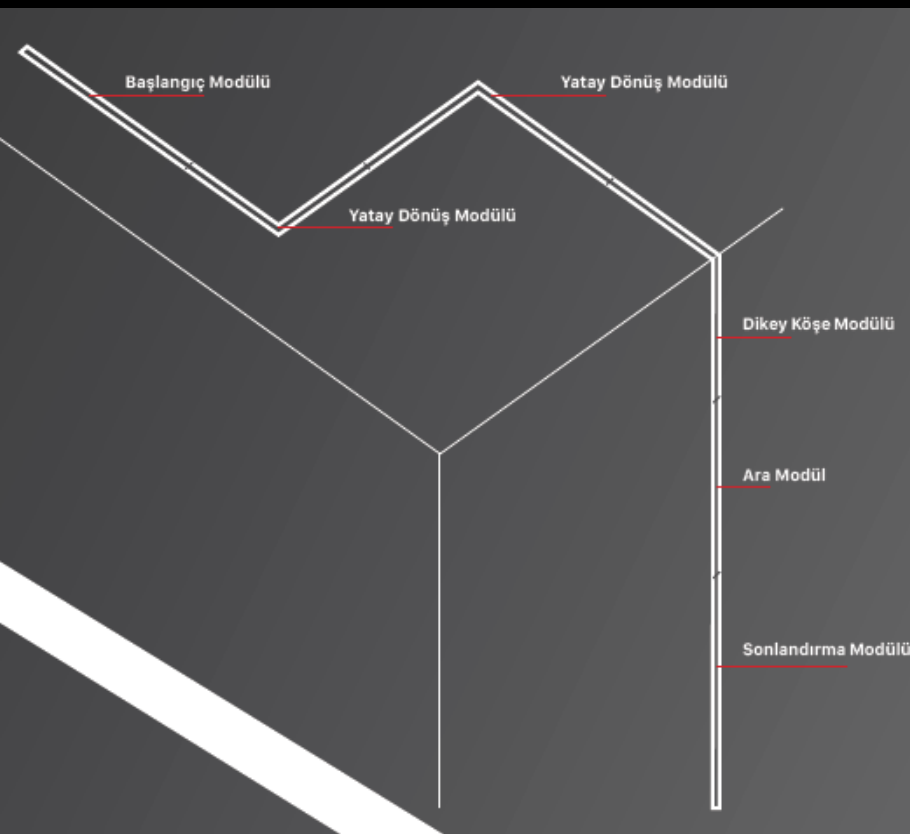 Başlangıç Modülü
Yatay Dönüş Modülü
Yatay Dönüş Modülü
Dikey Köşe Modülü
Ara Modül
Sonlandırma Modülü